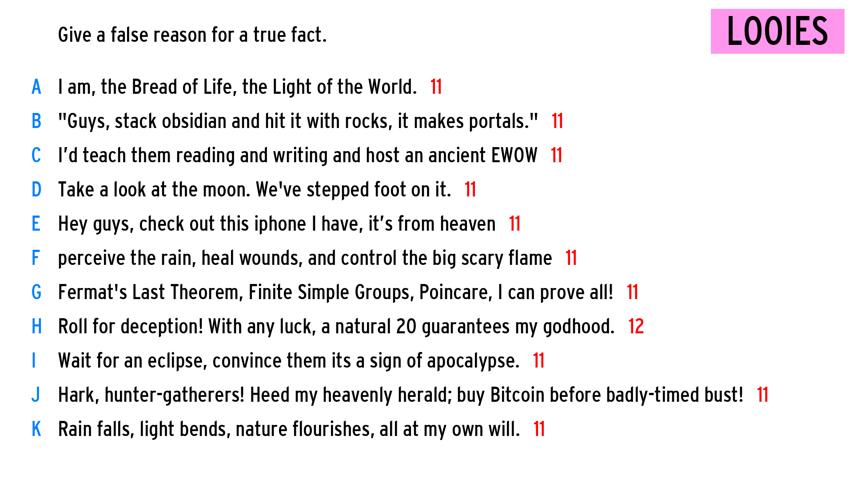 Give a false reason for a true fact.
LOOIES
A I am, the Bread of Life, the Light of the World. 11
B "Guys, stack obsidian and hit it with rocks, it makes portals." 11
C I'd teach them reading and writing and host an ancient EWOW 11
D Take a look at the moon. We've stepped foot on it. 11
E Hey guys, check out this iphone I have, it's from heaven 11
F perceive the rain, heal wounds, and control the big scary flame 11
G Fermat's Last Theorem, Finite Simple Groups, Poincare, I can prove all! 11
H Roll for deception! With any luck, a natural 20 guarantees my godhood. 12
I Wait for an eclipse, convince them its a sign of apocalypse. 11
J Hark, hunter-gatherers! Heed my heavenly herald; buy Bitcoin before badly-timed bust! 11
K Rain falls, light bends, nature flourishes, all at my own will. 11